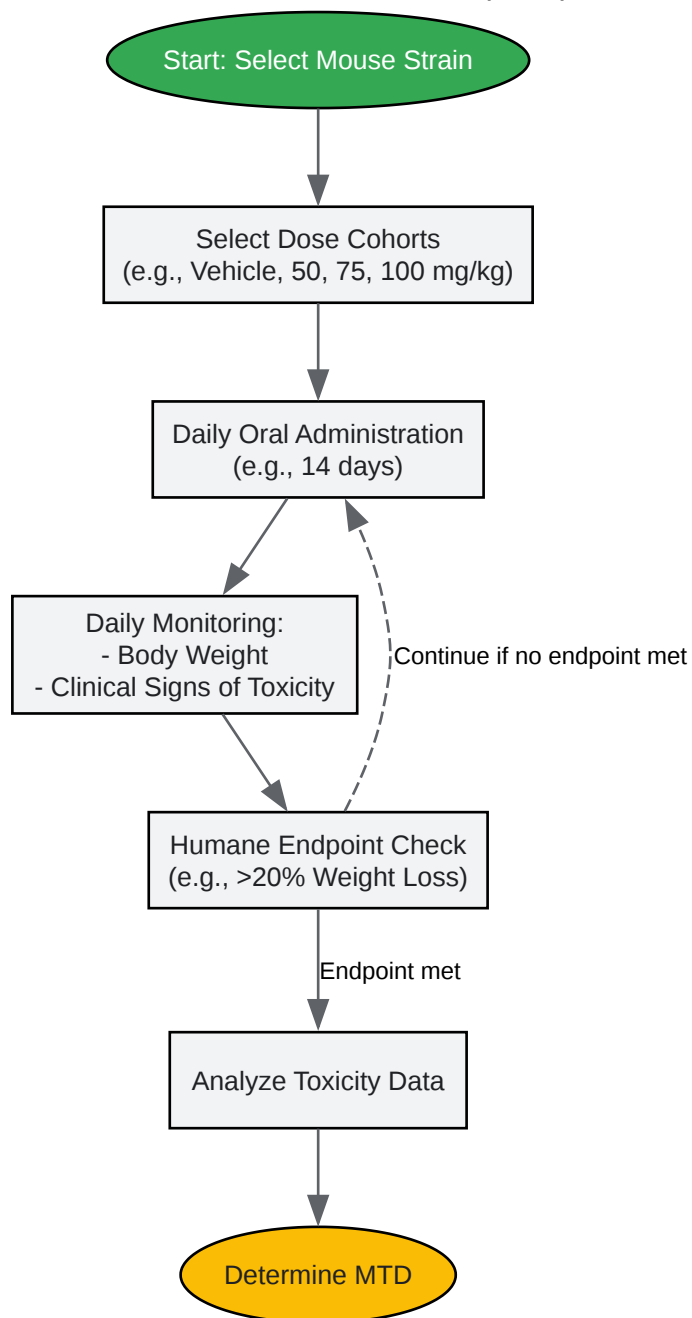 Start: Select Mouse Strain
Select Dose Cohorts
(e.g., Vehicle, 50, 75, 100 mg/kg)
Daily Oral Administration
(e.g., 14 days)
Daily Monitoring:
- Body Weight
- Clinical Signs of Toxicity
Continue if no endpoint met
Humane Endpoint Check
(e.g., >20% Weight Loss)
Endpoint met
Analyze Toxicity Data
Determine MTD